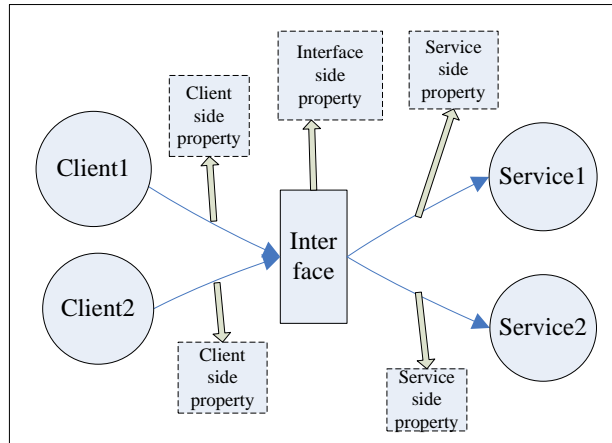 Client
side
property
Interface
side
property
Service
side
property
Client1
Service1
Inter
face
Client2
Service2
Client
side
property
Service
side
property